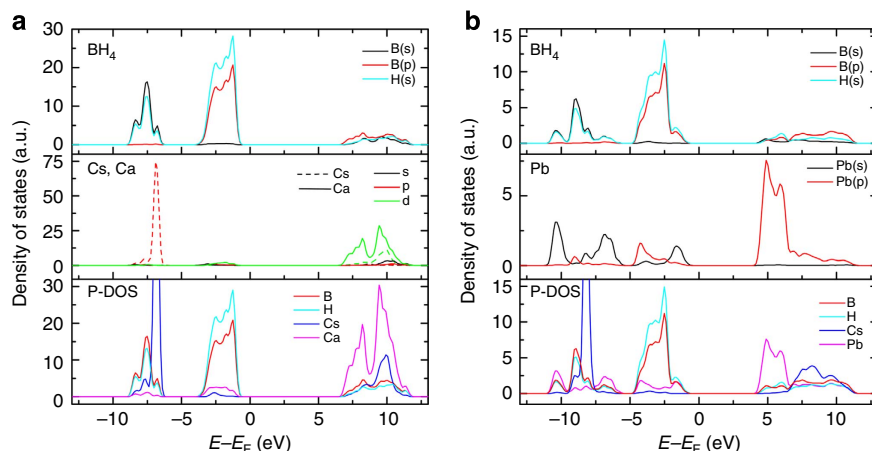 a
Density of states (a.u.)
BH4
B(s)
B(p)
H(s)
30
20
10
0
Cs, Ca
Cs
Ca
s
p
d
75
50
25
0
P-DOS
B
H
Cs
Ca
30
20
10
0
−10 −5 0 5 10
E–EF (eV)
b
Density of states (a.u.)
BH4
B(s)
B(p)
H(s)
15
10
5
0
Pb
Pb(s)
Pb(p)
5
0
P-DOS
B
H
Cs
Pb
15
10
5
0
−10 −5 0 5 10
E–EF (eV)